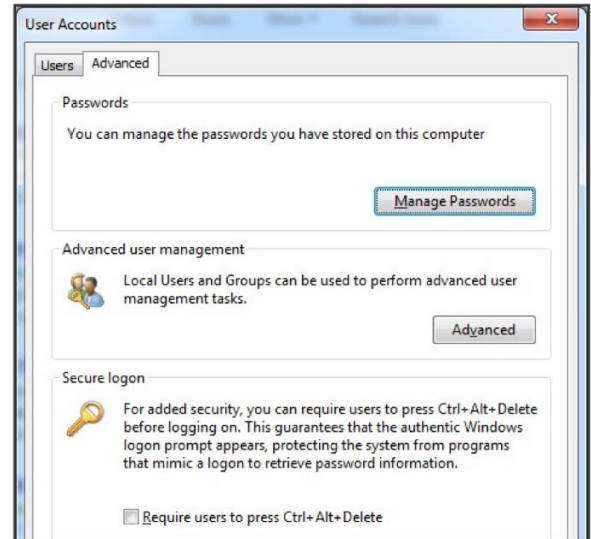 User Accounts
Users Advanced
Passwords
You can manage the passwords you have stored on this computer
Manage Passwords
Advanced user management
Local Users and Groups can be used to perform advanced user
management tasks.
Advanced
Secure logon
For added security, you can require users to press Ctrl+Alt+Delete
before logging on. This guarantees that the authentic Windows
logon prompt appears, protecting the system from programs
that mimic a logon to retrieve password information.
Require users to press Ctrl+Alt+Delete